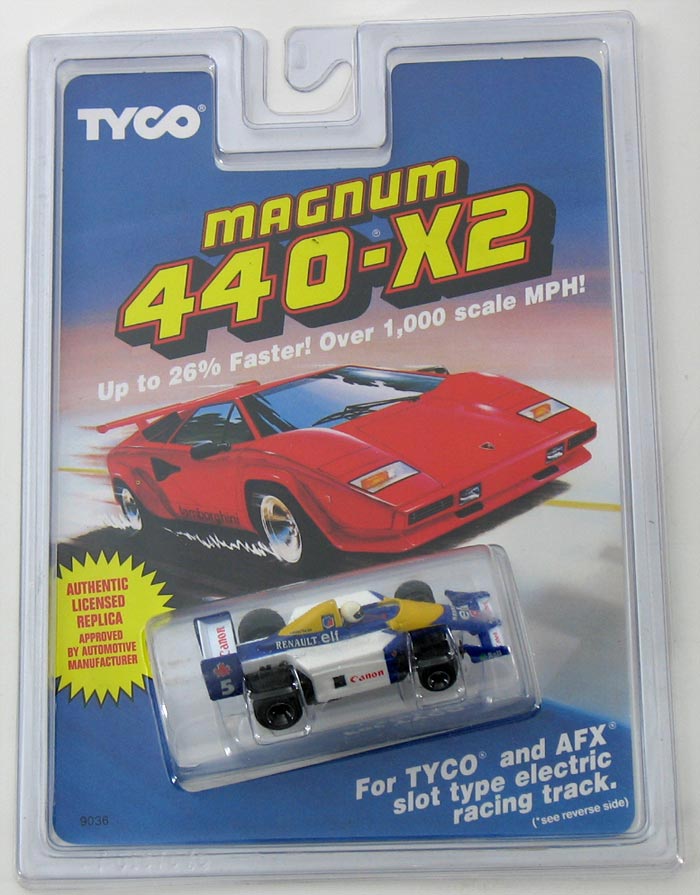 TYCO®
MAGNUM
440®-X2
Up to 26% Faster! Over 1,000 scale MPH!
lamborghini
AUTHENTIC
LICENSED
REPLICA
APPROVED
BY AUTOMOTIVE
MANUFACTURER
Canon
RENAULT elf
5
Canon
For TYCO® and AFX®
slot type electric
racing track.
(*see reverse side)
9036